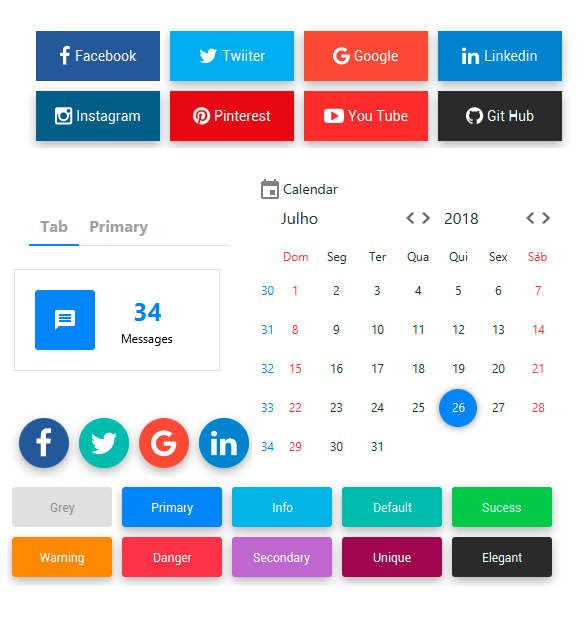 Facebook Twiiter Google Linkedin
Instagram Pinterest You Tube Git Hub
Calendar
Julho 2018
Dom Seg Ter Qua Qui Sex Sáb
30 1 2 3 4 5 6 7
31 8 9 10 11 12 13 14
32 15 16 17 18 19 20 21
33 22 23 24 25 26 27 28
34 29 30 31
Tab Primary
34
Messages
Grey Primary Info Default Sucess
Warning Danger Secondary Unique Elegant